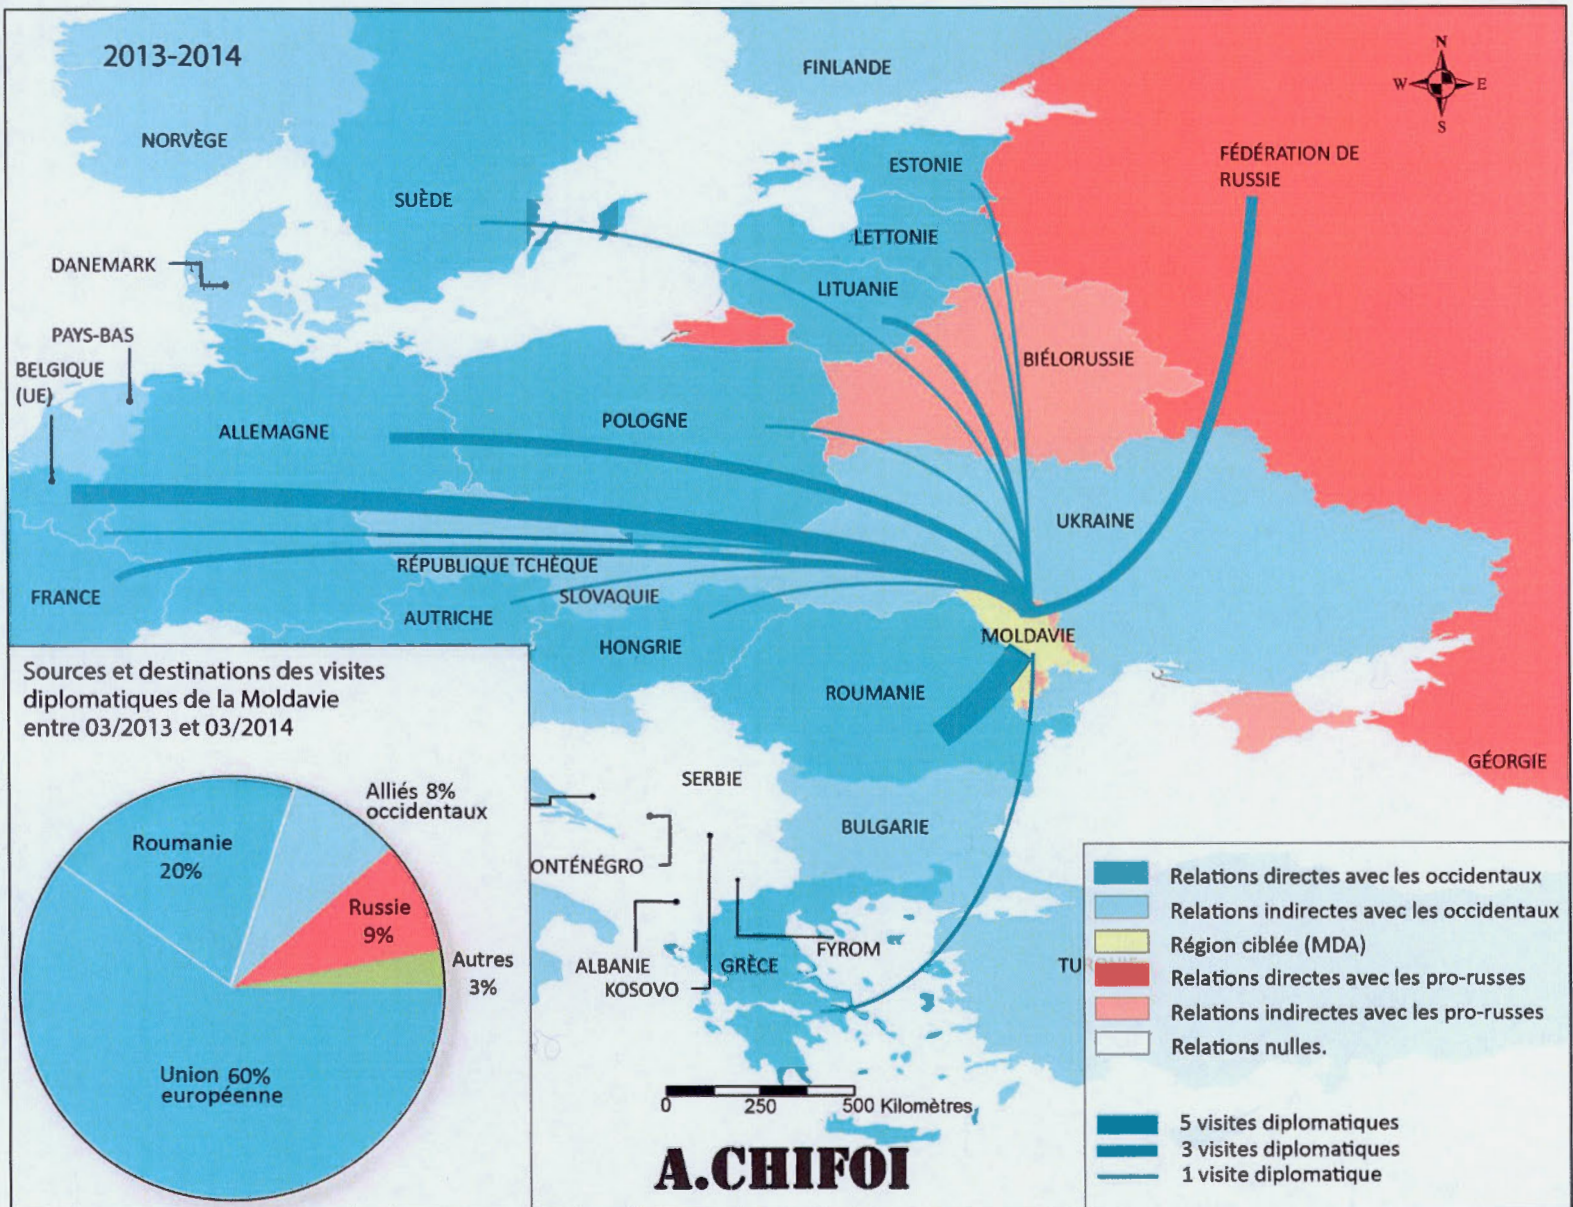 2013-2014
FINLANDE
N
W
E
S
NORVÈGE
FÉDÉRATION DE
RUSSIE
ESTONIE
SUÈDE
LETTONIE
DANEMARK
LITUANIE
PAYS-BAS
BIÉLORUSSIE
BELGIQUE
(UE)
POLOGNE
ALLEMAGNE
UKRAINE
RÉPUBLIQUE TCHÈQUE
FRANCE
SLOVAQUIE
AUTRICHE
MOLDAVIE
HONGRIE
ROUMANIE
GÉORGIE
SERBIE
BULGARIE
ONTÉNÉGRO
FYROM
ALBANIE
GRÈCE
KOSOVO
Sources et destinations des visites
diplomatiques de la Moldavie
entre 03/2013 et 03/2014
Alliés 8%
occidentaux
Roumanie
20%
Russie
9%
Autres
3%
Union 60%
européenne
Relations directes avec les occidentaux
Relations indirectes avec les occidentaux
Région ciblée (MDA)
Relations directes avec les pro-russes
Relations indirectes avec les pro-russes
Relations nulles.
5 visites diplomatiques
3 visites diplomatiques
1 visite diplomatique
0 250 500 Kilomètres
A.CHIFOI